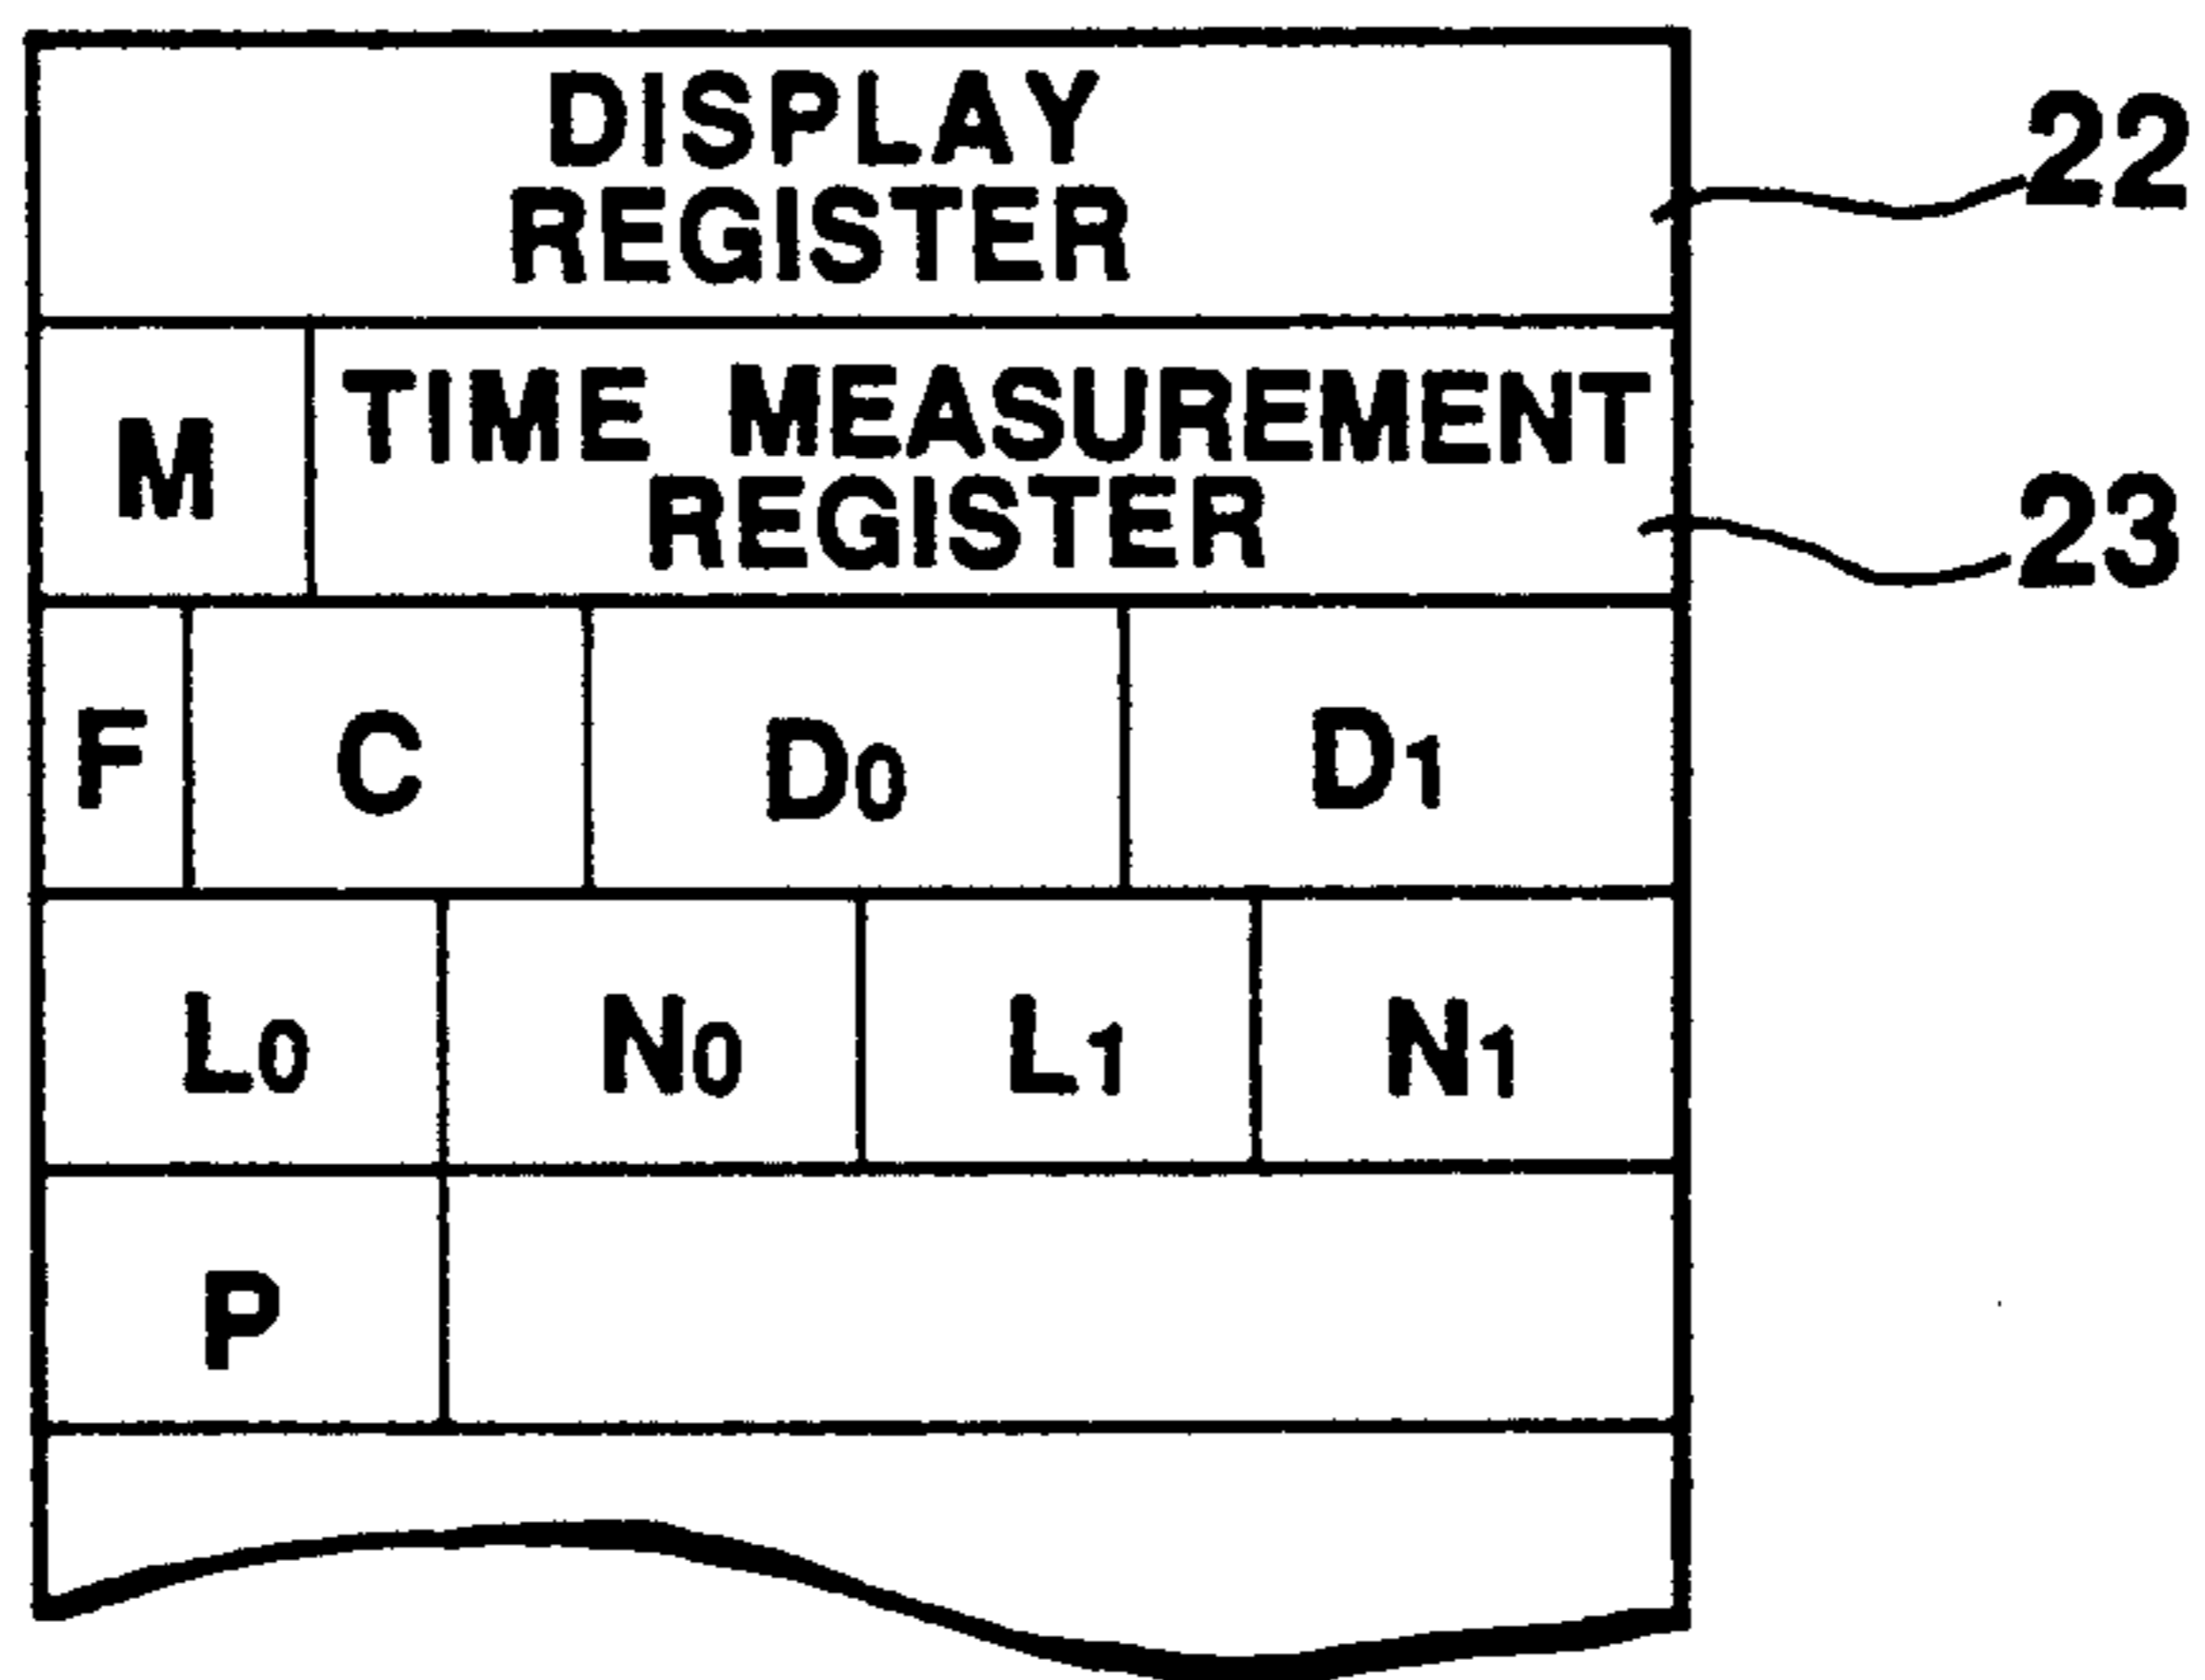 DISPLAY
REGISTER
22
M
TIME MEASUREMENT
REGISTER
23
F C D0 D1
L0 N0 L1 N1
P